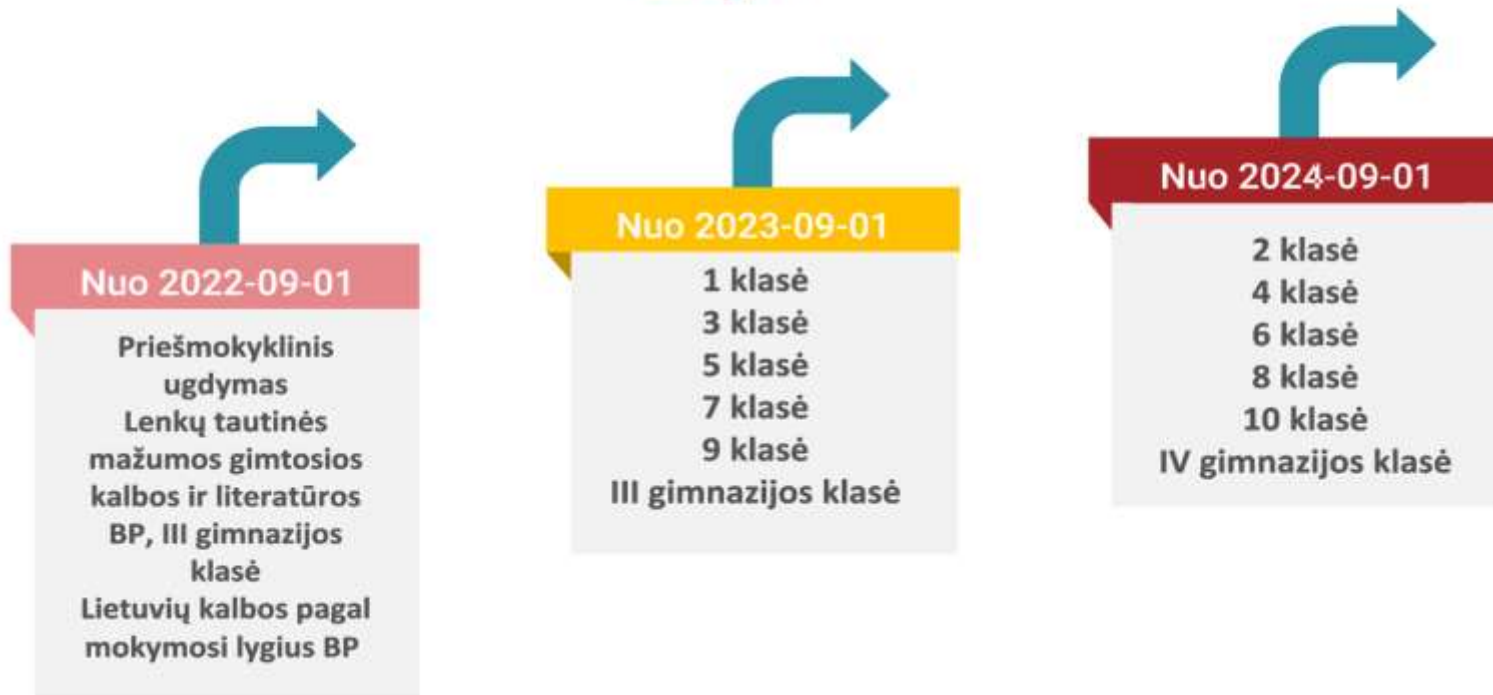 Nuo 2022-09-01
Priešmokyklinis
ugdymas
Lenkų tautinės
mažumos gimtosios
kalbos ir literatūros
BP, III gimnazijos
klasė
Lietuvių kalbos pagal
mokymosi lygius BP
Nuo 2023-09-01
1 klasė
3 klasė
5 klasė
7 klasė
9 klasė
III gimnazijos klasė
Nuo 2024-09-01
2 klasė
4 klasė
6 klasė
8 klasė
10 klasė
IV gimnazijos klasė